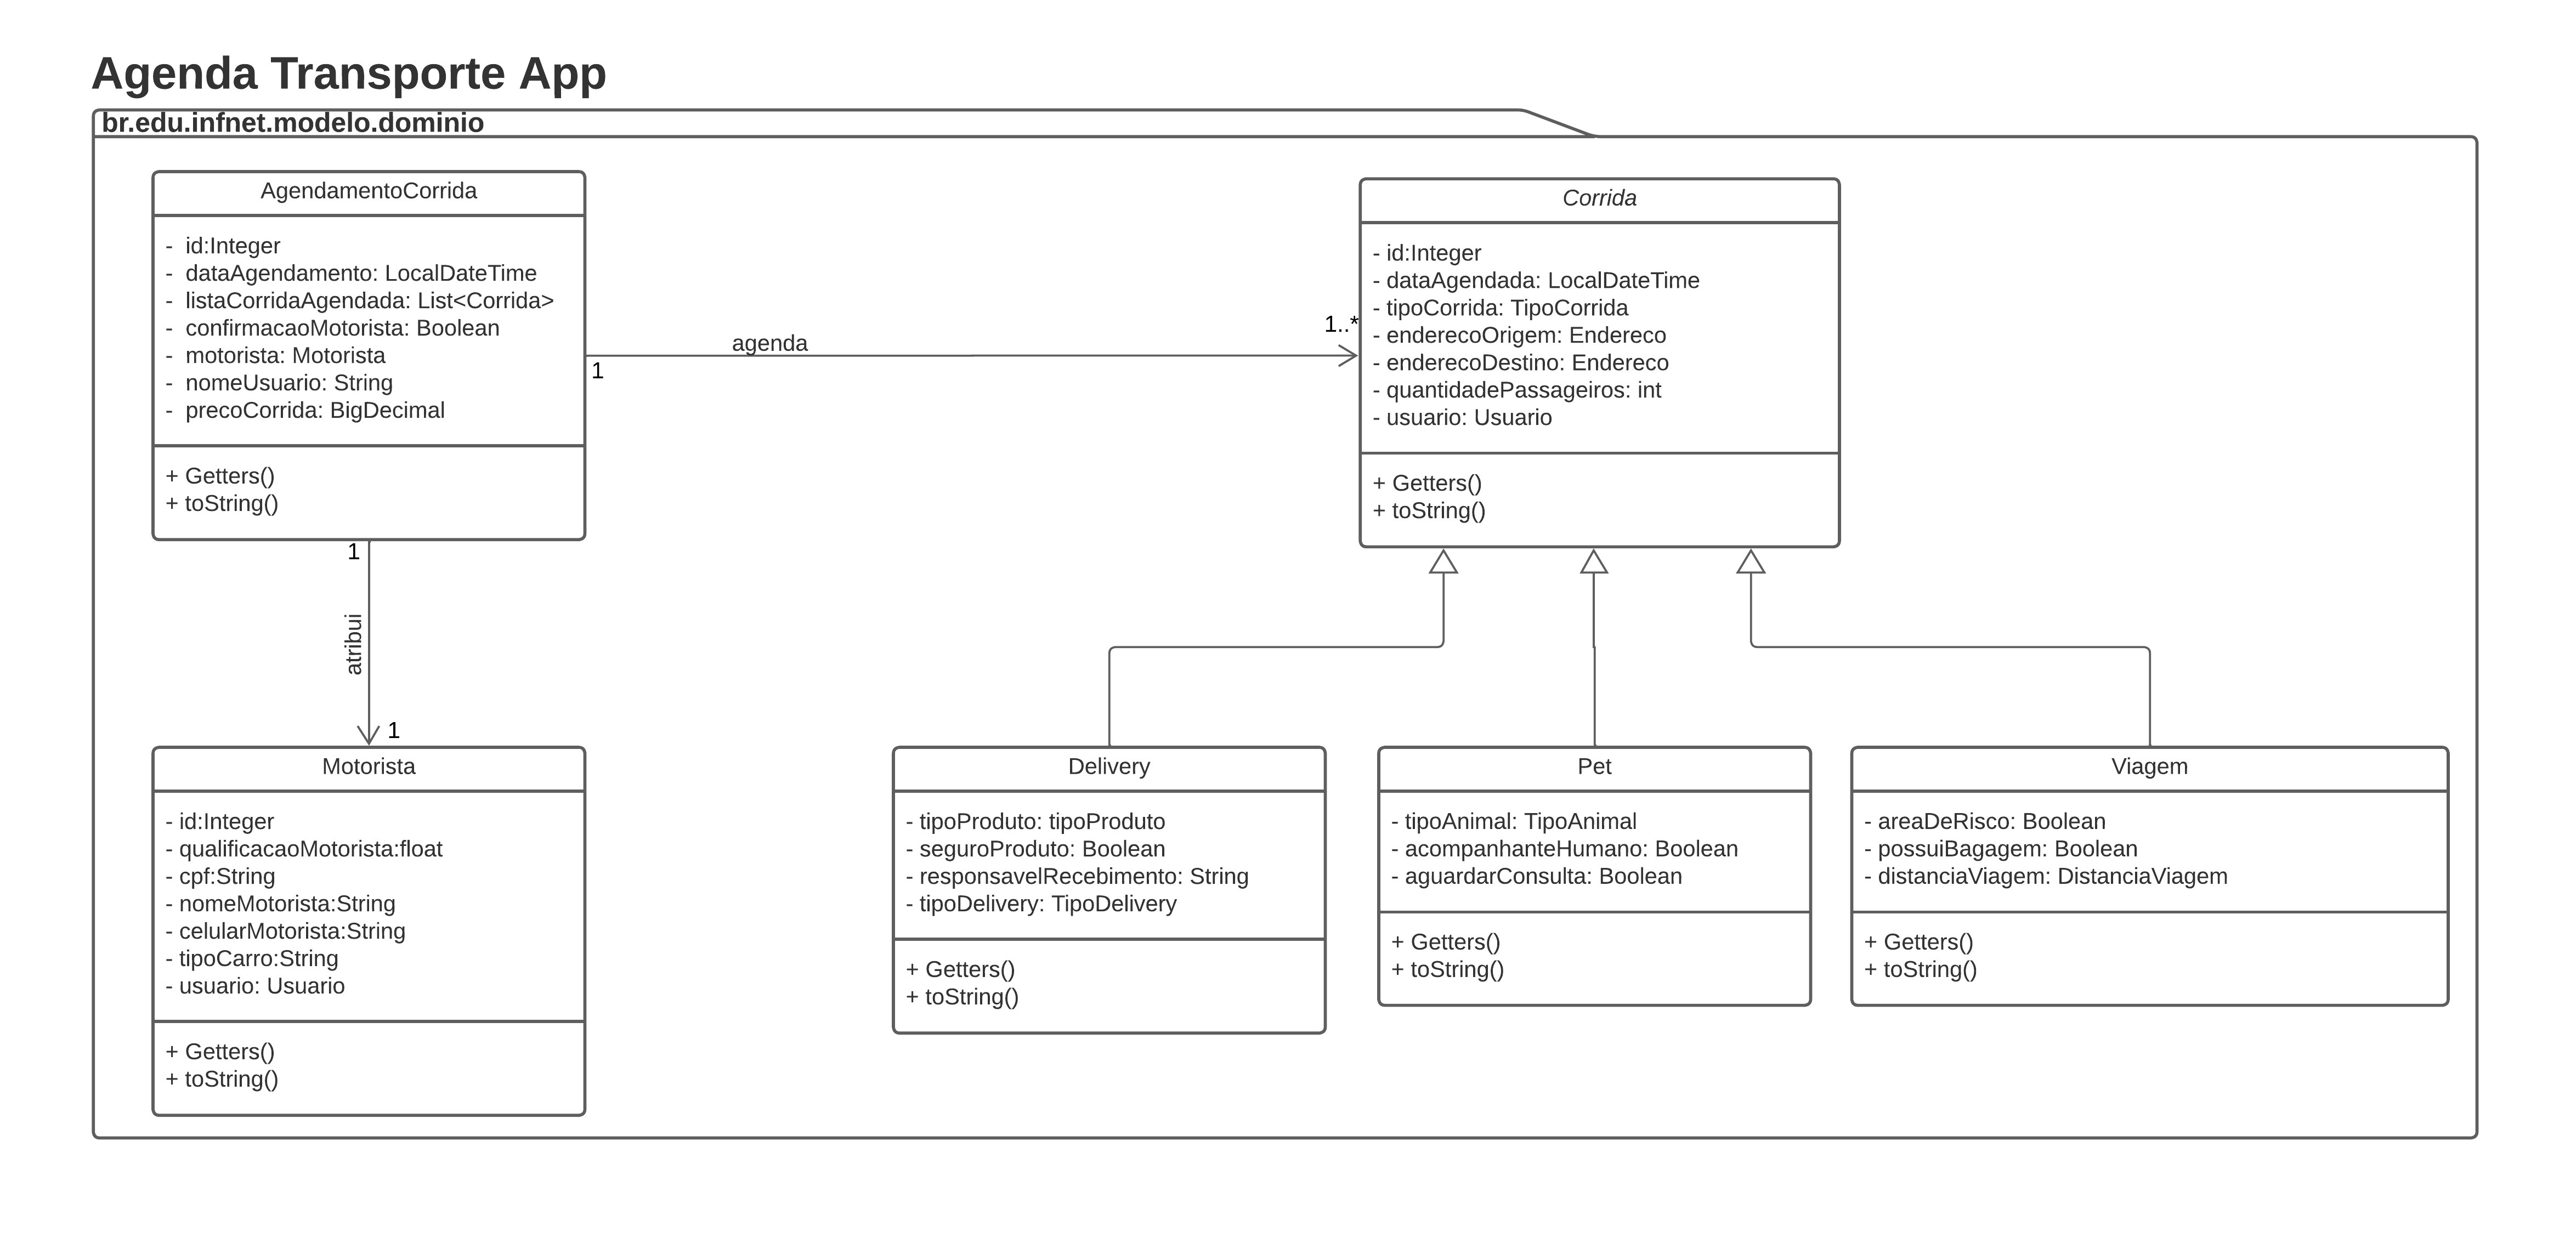 Agenda Transporte App
br.edu.infnet.modelo.dominio
AgendamentoCorrida
- id:Integer
- dataAgendamento: LocalDateTime
- listaCorridaAgendada: List<Corrida>
- confirmacaoMotorista: Boolean
- motorista: Motorista
- nomeUsuario: String
- precoCorrida: BigDecimal
+ Getters()
+ toString()
agenda
1
1..*
Corrida
- id:Integer
- dataAgendada: LocalDateTime
- tipoCorrida: TipoCorrida
- enderecoOrigem: Endereco
- enderecoDestino: Endereco
- quantidadePassageiros: int
- usuario: Usuario
+ Getters()
+ toString()
1
atribui
1
Motorista
- id:Integer
- qualificacaoMotorista:float
- cpf:String
- nomeMotorista:String
- celularMotorista:String
- tipoCarro:String
- usuario: Usuario
+ Getters()
+ toString()
Delivery
- tipoProduto: tipoProduto
- seguroProduto: Boolean
- responsavelRecebimento: String
- tipoDelivery: TipoDelivery
+ Getters()
+ toString()
Pet
- tipoAnimal: TipoAnimal
- acompanhanteHumano: Boolean
- aguardarConsulta: Boolean
+ Getters()
+ toString()
Viagem
- areaDeRisco: Boolean
- possuiBagagem: Boolean
- distanciaViagem: DistanciaViagem
+ Getters()
+ toString()